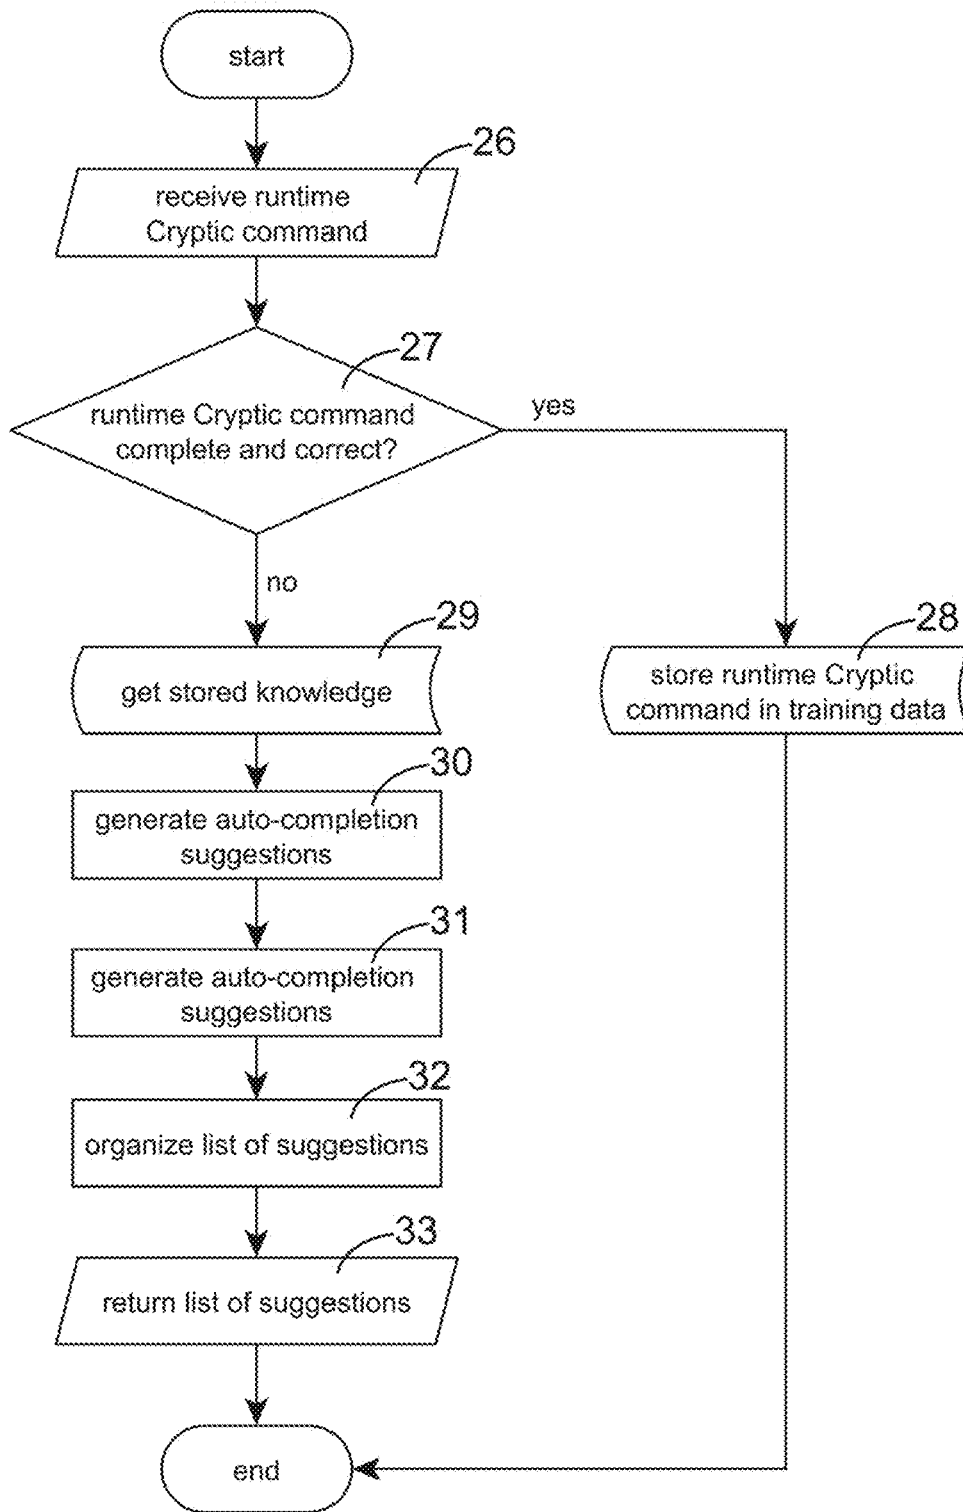 start
26
receive runtime
Cryptic command
27
runtime Cryptic command
complete and correct?
yes
no
29
get stored knowledge
28
store runtime Cryptic
command in training data
30
generate auto-completion
suggestions
31
generate auto-completion
suggestions
32
organize list of suggestions
33
return list of suggestions
end